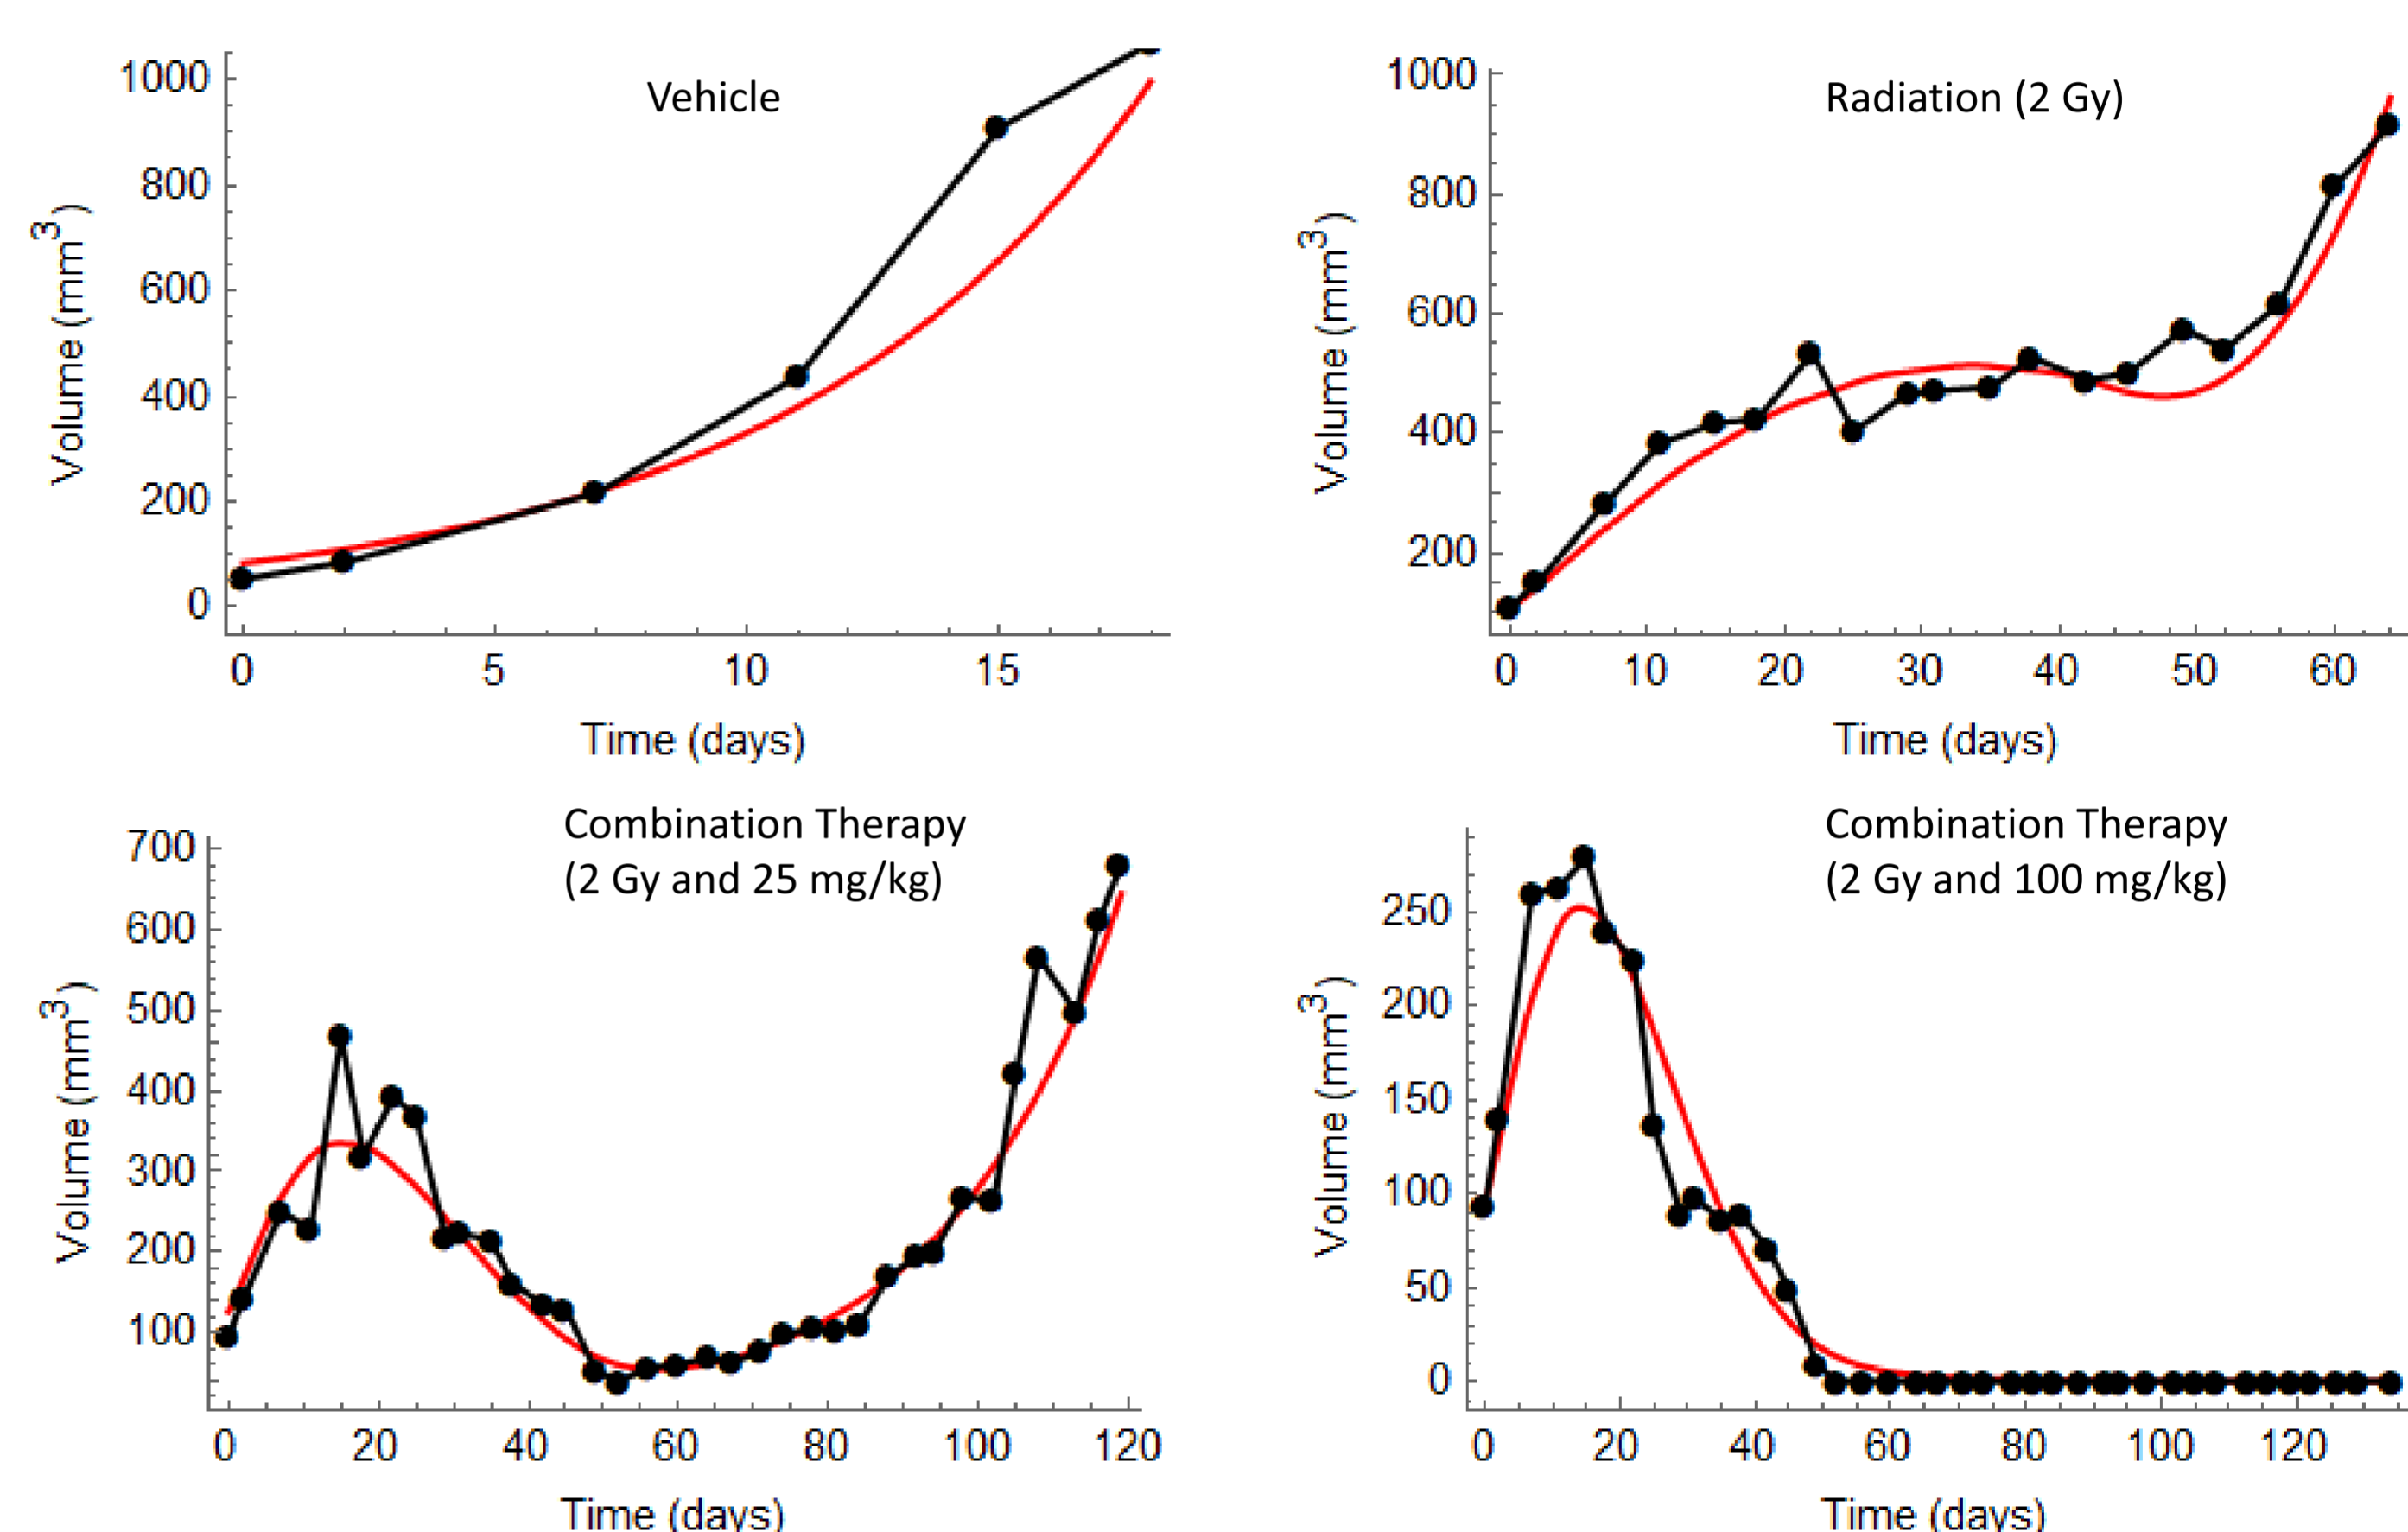 Vehicle
1000
800
600
400
200
0
Volume (mm³)
0 5 10 15
Time (days)
Radiation (2 Gy)
1000
800
600
400
200
Volume (mm³)
0 10 20 30 40 50 60
Time (days)
Combination Therapy
(2 Gy and 25 mg/kg)
700
600
500
400
300
200
100
Volume (mm³)
0 20 40 60 80 100 120
Time (days)
Combination Therapy
(2 Gy and 100 mg/kg)
250
200
150
100
50
0
Volume (mm³)
0 20 40 60 80 100 120
Time (days)